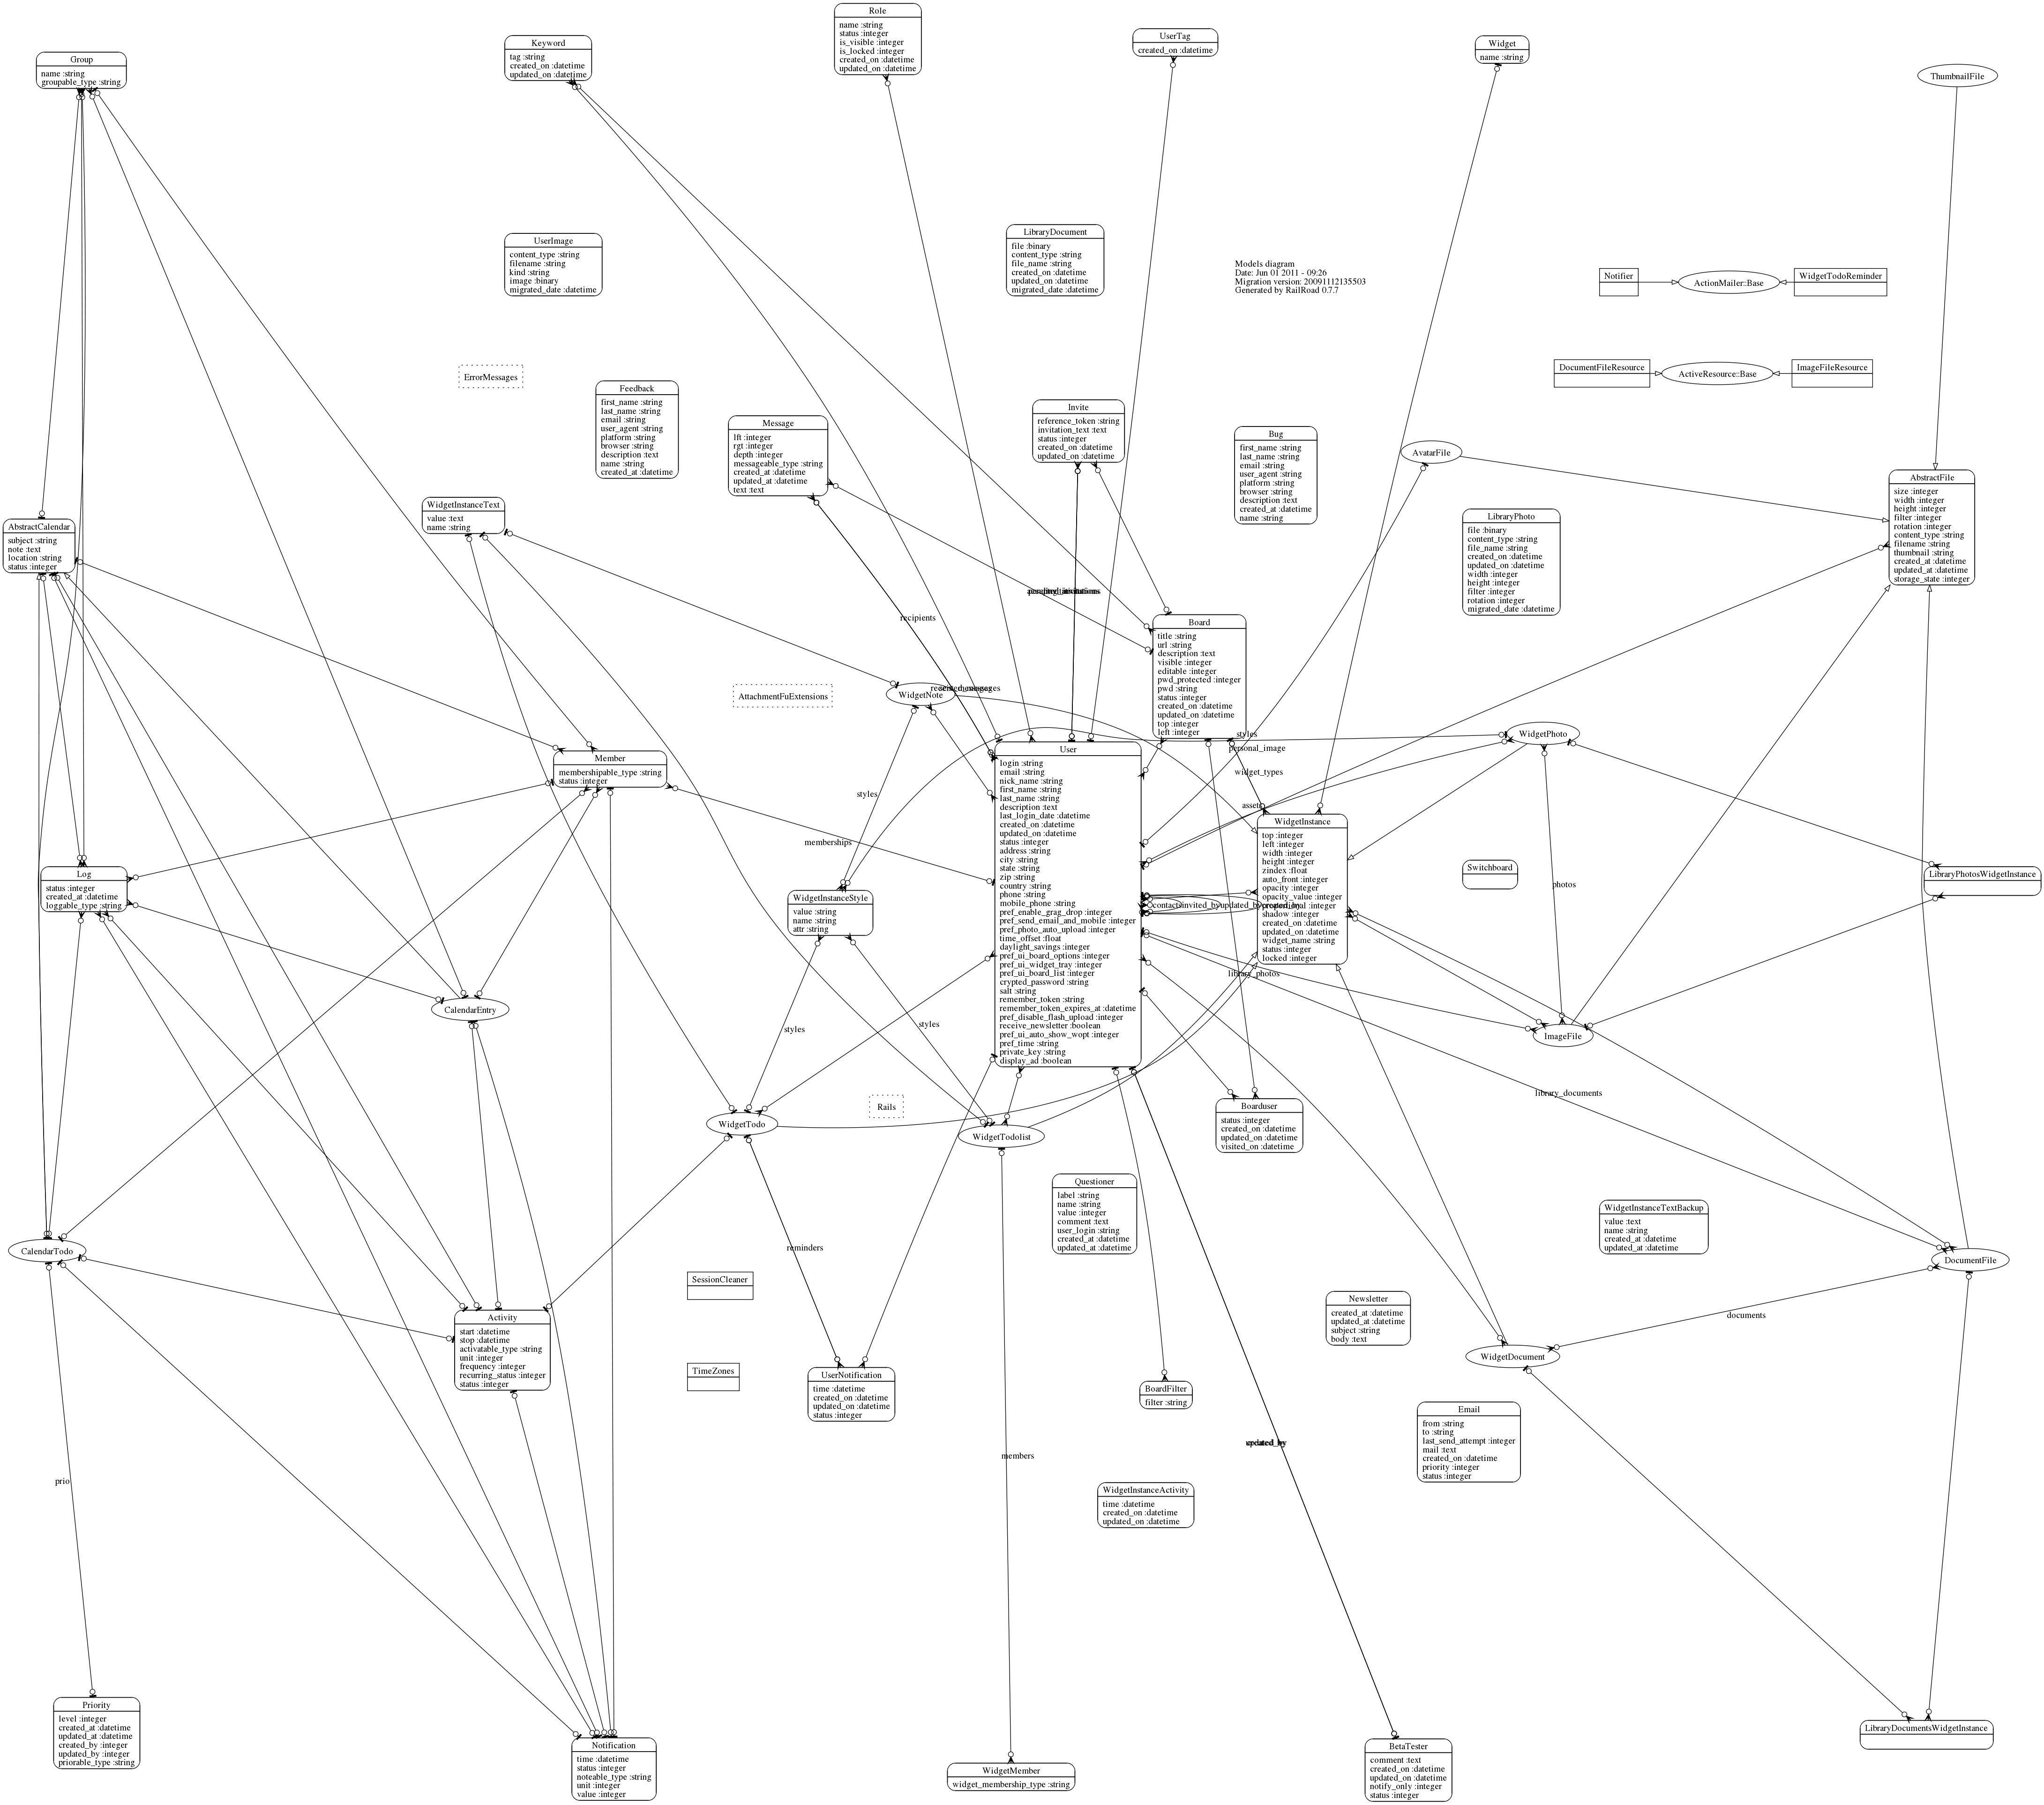 Role
name :string
status :integer
is_visible :integer
is_locked :integer
created_on :datetime
updated_on :datetime
UserTag
created_on :datetime
Keyword
tag :string
created_on :datetime
updated_on :datetime
Widget
name :string
Group
name :string
groupable_type :string
ThumbnailFile
UserImage
content_type :string
filename :string
kind :string
image :binary
migrated_date :datetime
LibraryDocument
file :binary
content_type :string
file_name :string
created_on :datetime
updated_on :datetime
migrated_date :datetime
Models diagram
Date: Jun 01 2011 - 09:26
Migration version: 20091112135503
Generated by RailRoad 0.7.7
Notifier
ActionMailer::Base
WidgetTodoReminder
DocumentFileResource
ActiveResource::Base
ImageFileResource
ErrorMessages
Feedback
first_name :string
last_name :string
email :string
user_agent :string
platform :string
browser :string
description :text
name :string
created_at :datetime
Message
lft :integer
rgt :integer
depth :integer
messageable_type :string
created_at :datetime
updated_at :datetime
text :text
Invite
reference_token :string
invitation_text :text
status :integer
created_on :datetime
updated_on :datetime
Bug
first_name :string
last_name :string
email :string
user_agent :string
platform :string
browser :string
description :text
created_at :datetime
name :string
AvatarFile
AbstractFile
size :integer
width :integer
height :integer
filter :integer
rotation :integer
content_type :string
filename :string
thumbnail :string
created_at :datetime
updated_at :datetime
storage_state :integer
WidgetInstanceText
value :text
name :string
LibraryPhoto
file :binary
content_type :string
file_name :string
created_on :datetime
updated_on :datetime
width :integer
height :integer
filter :integer
rotation :integer
migrated_date :datetime
AbstractCalendar
subject :string
note :text
location :string
status :integer
recipients
Board
title :string
url :string
description :text
visible :integer
editable :integer
pwd_protected :integer
pwd :string
status :integer
created_on :datetime
updated_on :datetime
top :integer
left :integer
AttachmentFuExtensions
WidgetNote
styles
personal_image
WidgetPhoto
widget_types
Member
membershipable_type :string
status :integer
User
login :string
email :string
nick_name :string
first_name :string
last_name :string
description :text
last_login_date :datetime
created_on :datetime
updated_on :datetime
status :integer
address :string
city :string
state :string
zip :string
country :string
phone :string
mobile_phone :string
pref_enable_grag_drop :integer
pref_send_email_and_mobile :integer
pref_photo_auto_upload :integer
time_offset :float
daylight_savings :integer
pref_ui_board_options :integer
pref_ui_widget_tray :integer
pref_ui_board_list :integer
crypted_password :string
salt :string
remember_token :string
remember_token_expires_at :datetime
pref_disable_flash_upload :integer
receive_newsletter :boolean
pref_ui_auto_show_wopt :integer
pref_time :string
private_key :string
display_ad :boolean
styles
memberships
WidgetInstance
top :integer
left :integer
width :integer
height :integer
zindex :float
auto_front :integer
opacity :integer
opacity_value :integer
shadow :integer
created_on :datetime
updated_on :datetime
widget_name :string
status :integer
locked :integer
contacts
invited_by
updated_by
Switchboard
photos
LibraryPhotosWidgetInstance
Log
status :integer
created_at :datetime
loggable_type :string
WidgetInstanceStyle
value :string
name :string
attr :string
library_photos
CalendarEntry
styles
styles
ImageFile
Rails
WidgetTodo
WidgetTodolist
Boarduser
status :integer
created_on :datetime
updated_on :datetime
visited_on :datetime
library_documents
Questioner
label :string
name :string
value :integer
comment :text
user_login :string
created_at :datetime
updated_at :datetime
WidgetInstanceTextBackup
value :text
name :string
created_at :datetime
updated_at :datetime
CalendarTodo
reminders
DocumentFile
SessionCleaner
Newsletter
created_at :datetime
updated_at :datetime
subject :string
body :text
documents
Activity
start :datetime
stop :datetime
activatable_type :string
unit :integer
frequency :integer
recurring_status :integer
status :integer
TimeZones
UserNotification
time :datetime
created_on :datetime
updated_on :datetime
status :integer
BoardFilter
filter :string
WidgetDocument
Email
from :string
to :string
last_send_attempt :integer
mail :text
created_on :datetime
priority :integer
status :integer
members
prio
WidgetInstanceActivity
time :datetime
created_on :datetime
updated_on :datetime
Priority
level :integer
created_at :datetime
updated_at :datetime
created_by :integer
updated_by :integer
priorable_type :string
Notification
time :datetime
status :integer
noteable_type :string
unit :integer
value :integer
WidgetMember
widget_membership_type :string
BetaTester
comment :text
created_on :datetime
updated_on :datetime
notify_only :integer
status :integer
LibraryDocumentsWidgetInstance